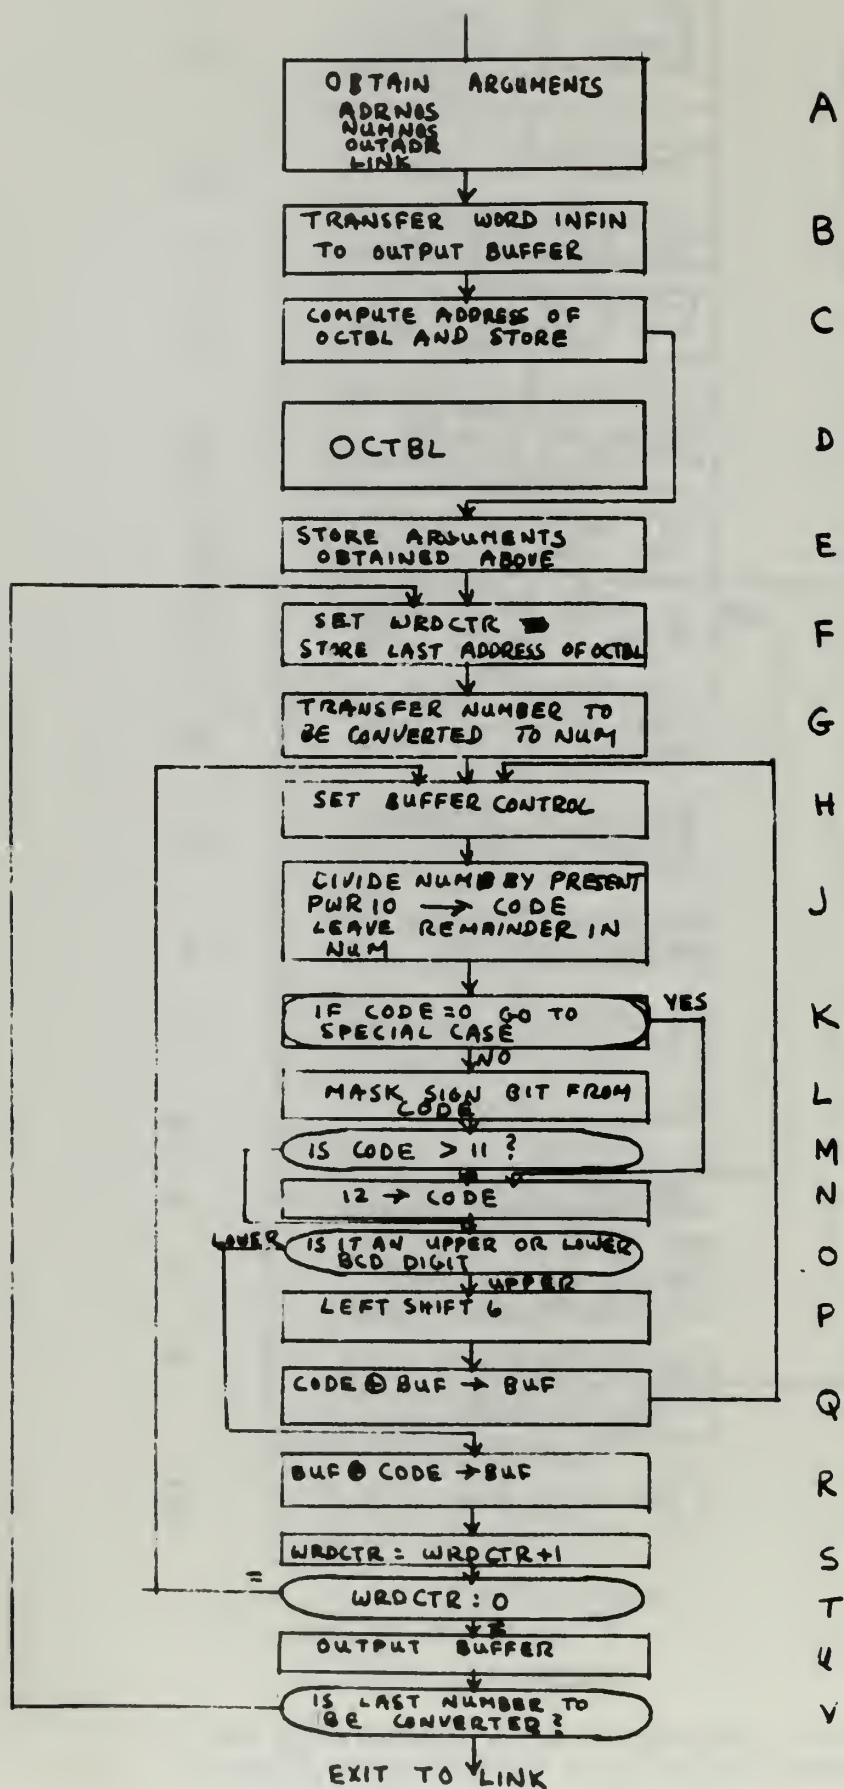 OBTAIN ARGUMENTS
ADRNOS
NUMNOS
OUTADR
LINK
A
TRANSFER WORD INFIN
TO OUTPUT BUFFER
B
COMPUTE ADDRESS OF
OCTBL AND STORE
C
OCTBL
D
STORE ARGUMENTS
OBTAINED ABOVE
E
SET WRDCTR
STORE LAST ADDRESS OF OCTBL
F
TRANSFER NUMBER TO
BE CONVERTED TO NUM
G
SET BUFFER CONTROL
H
DIVIDE NUM BY PRESENT
PWR10 → CODE
LEAVE REMAINDER IN
NUM
J
IF CODE=0 GO TO
SPECIAL CASE
YES
K
NO
MASK SIGN BIT FROM
CODE
L
IS CODE > 11 ?
M
12 → CODE
N
LOWER
IS IT AN UPPER OR LOWER
BCD DIGIT
O
UPPER
LEFT SHIFT 6
P
CODE ⊕ BUF → BUF
Q
BUF ⊕ CODE → BUF
R
WRDCTR = WRDCTR+1
S
=
WRDCTR : 0
T
OUTPUT BUFFER
U
IS LAST NUMBER TO
BE CONVERTER?
V
EXIT TO LINK